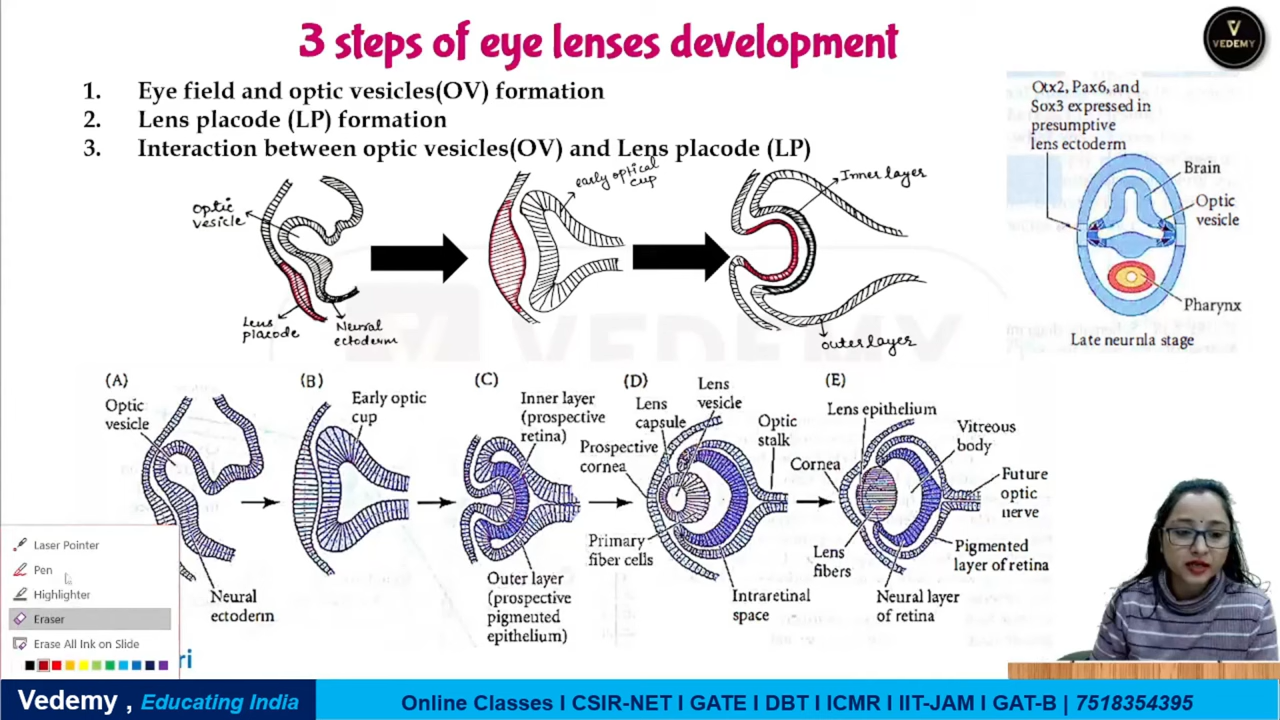 3 steps of eye lenses development
VEDEMY
1. Eye field and optic vesicles(OV) formation
2. Lens placode (LP) formation
3. Interaction between optic vesicles(OV) and Lens placode (LP)
Otx2, Pax6, and
Sox3 expressed in
presumptive
lens ectoderm
Brain
Optic
vesicle
Pharynx
Late neurula stage
optic
vesicle
Lens
placode
Neural
ectoderm
early optical
cup
Inner layer
outer layer
VEDEMY
(A)
Optic
vesicle
Neural
ectoderm
(B)
Early optic
cup
(C)
Inner layer
(prospective
retina)
Outer layer
(prospective
pigmented
epithelium)
(D)
Lens
capsule
Lens
vesicle
Optic
stalk
Prospective
cornea
Primary
fiber cells
Intraretinal
space
(E)
Lens epithelium
Vitreous
body
Cornea
Future
optic
nerve
Lens
fibers
Pigmented
layer of retina
Neural layer
of retina
Laser Pointer
Pen
Highlighter
Eraser
Erase All Ink on Slide
ri
Vedemy , Educating India
Online Classes I CSIR-NET I GATE I DBT I ICMR I IIT-JAM I GAT-B | 7518354395